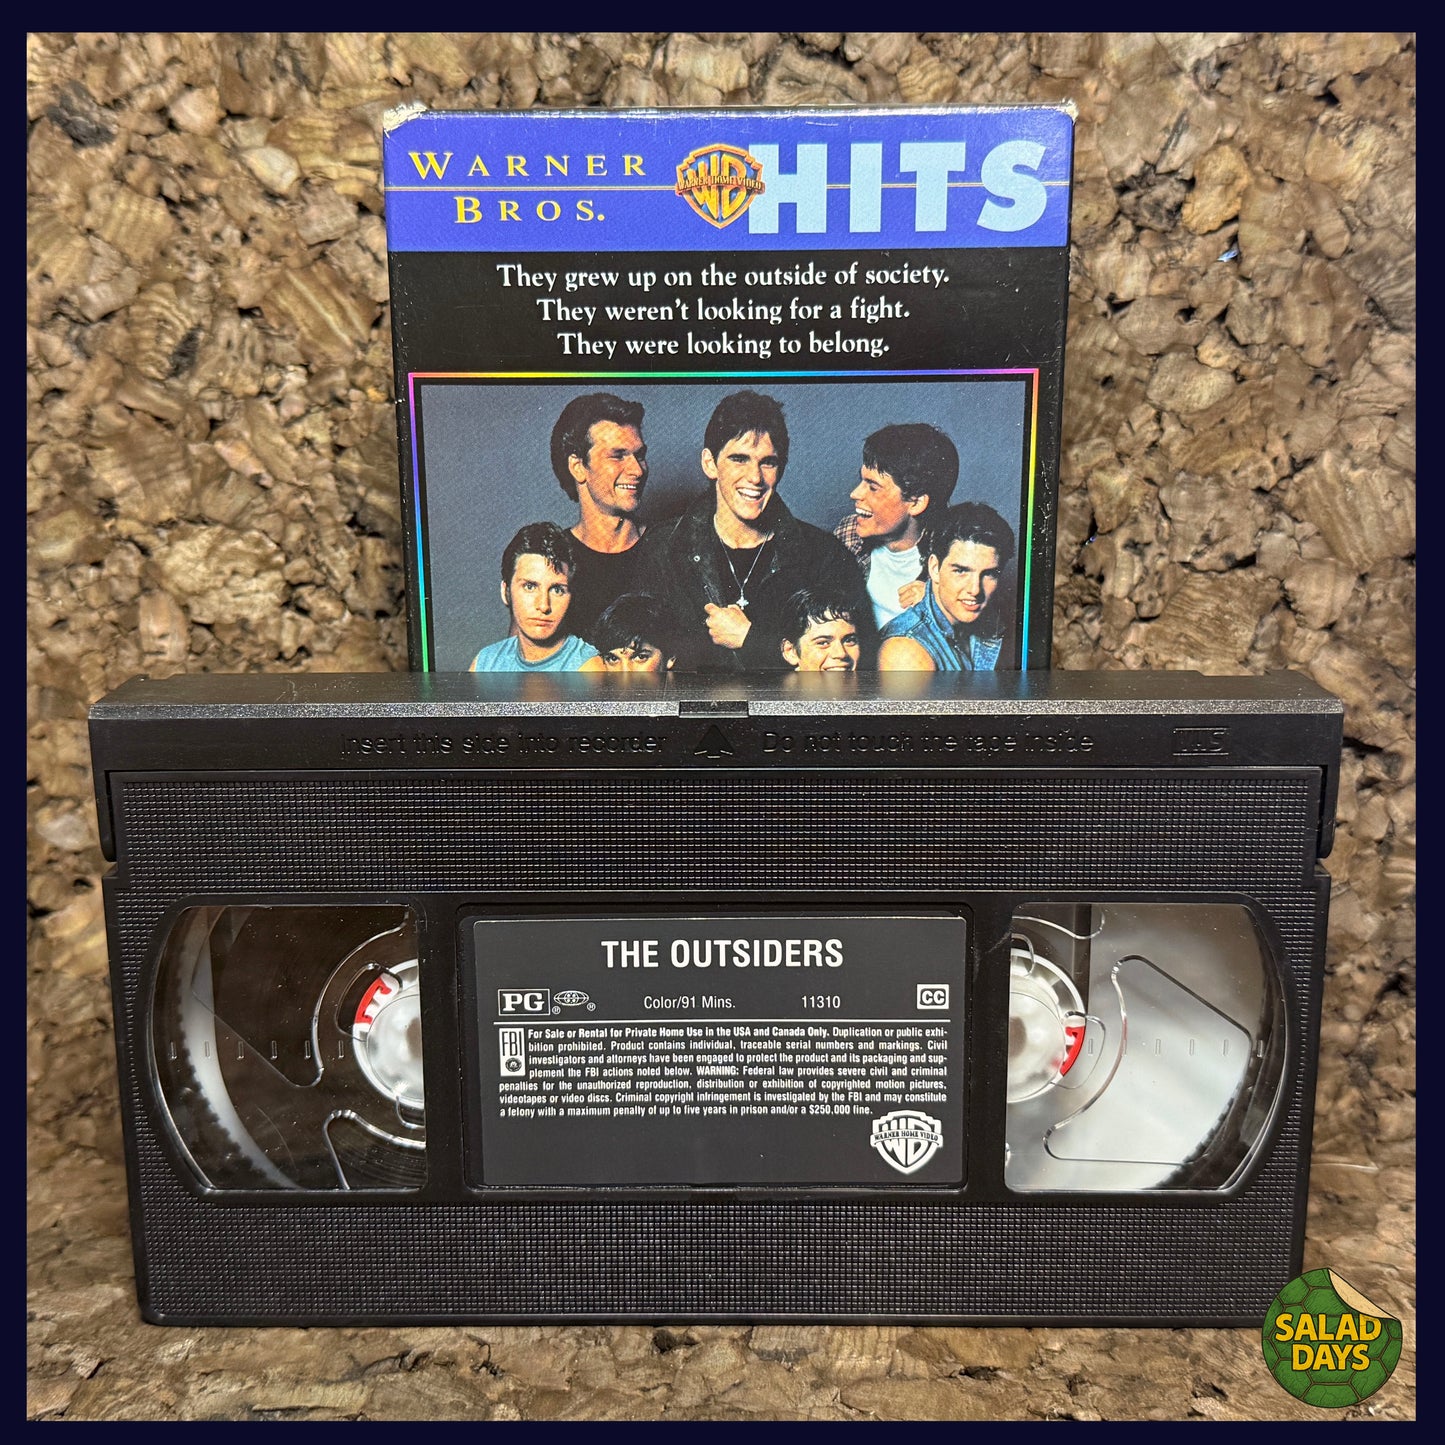 WARNER BROS.
WB
WARNER HOME VIDEO
HITS
They grew up on the outside of society.
They weren't looking for a fight.
They were looking to belong.
Insert this side into recorder
Do not touch the tape inside
VHS
THE OUTSIDERS
PG ® ® Color/91 Mins. 11310 CC
FBI
For Sale or Rental for Private Home Use in the USA and Canada Only. Duplication or public exhi-
bition prohibited. Product contains individual, traceable serial numbers and markings. Civil
investigators and attorneys have been engaged to protect the product and its packaging and sup-
plement the FBI actions noted below. WARNING: Federal law provides severe civil and criminal
penalties for the unauthorized reproduction, distribution or exhibition of copyrighted motion pictures,
videotapes or video discs. Criminal copyright infringement is investigated by the FBI and may constitute
a felony with a maximum penalty of up to five years in prison and/or a $250,000 fine.
WARNER HOME VIDEO
WB
SALAD
DAYS